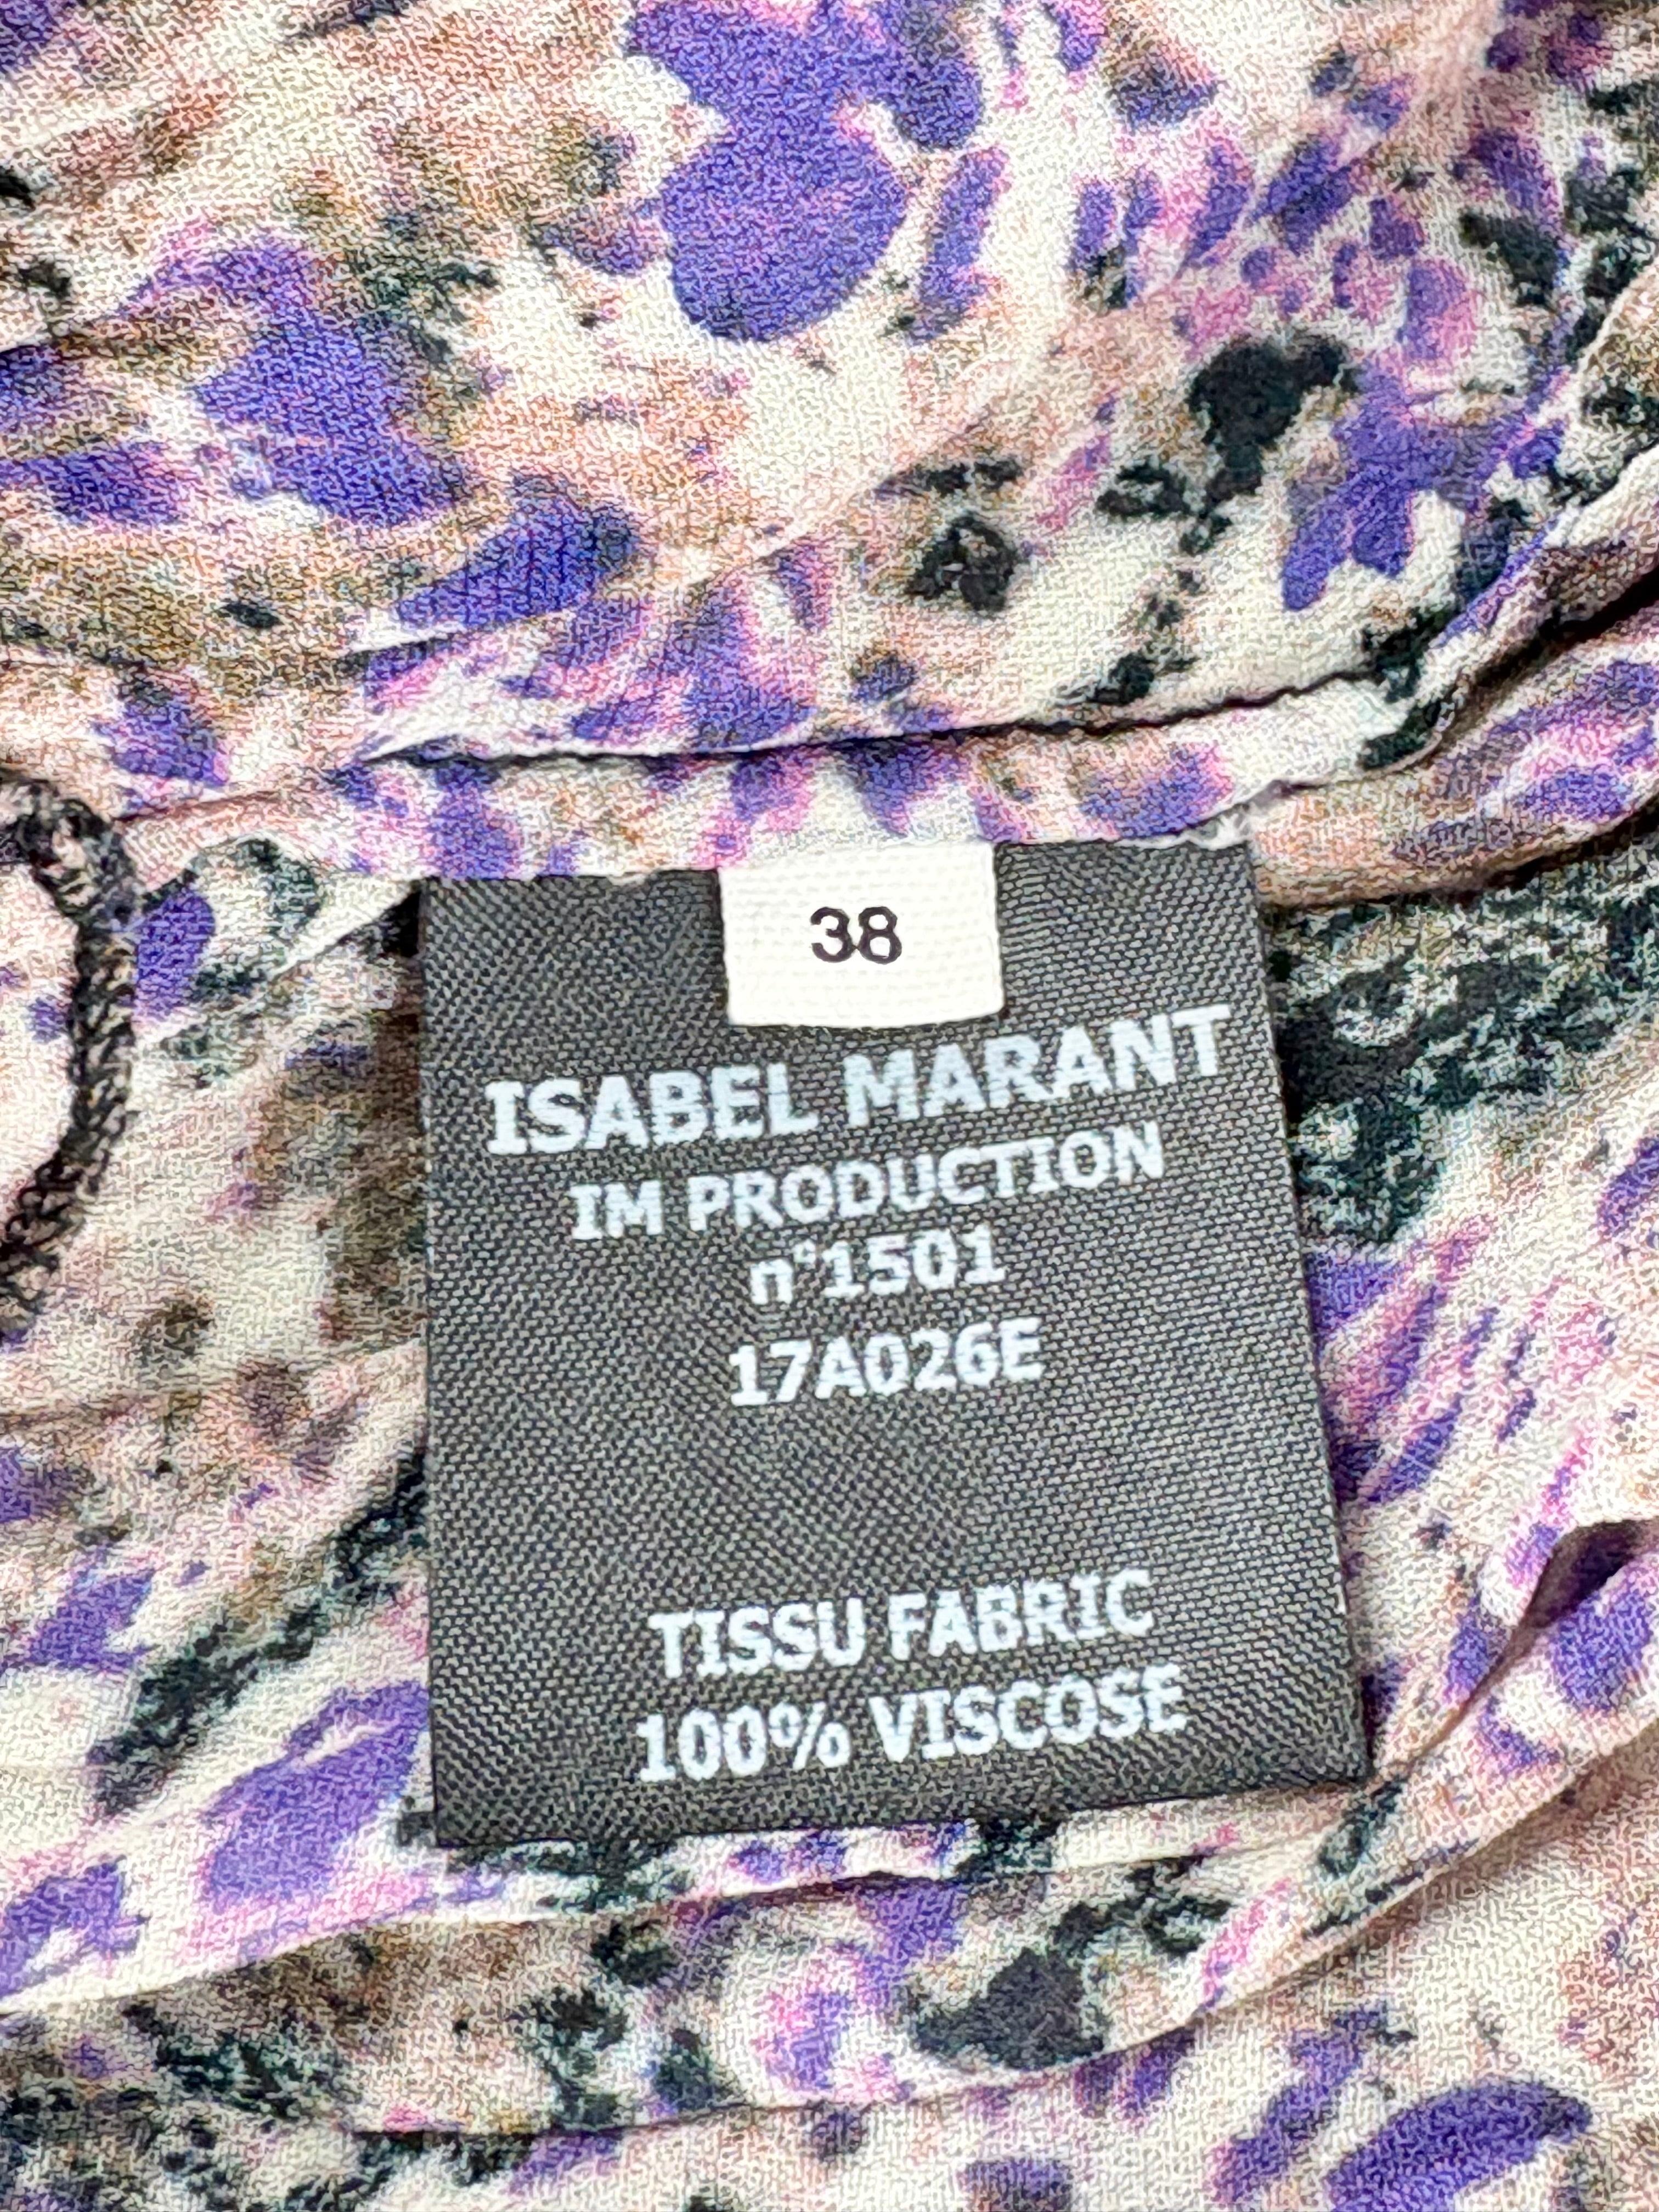 38
ISABEL MARANT
IM PRODUCTION
n°1501
17A026E
TISSU FABRIC
100% VISCOSE